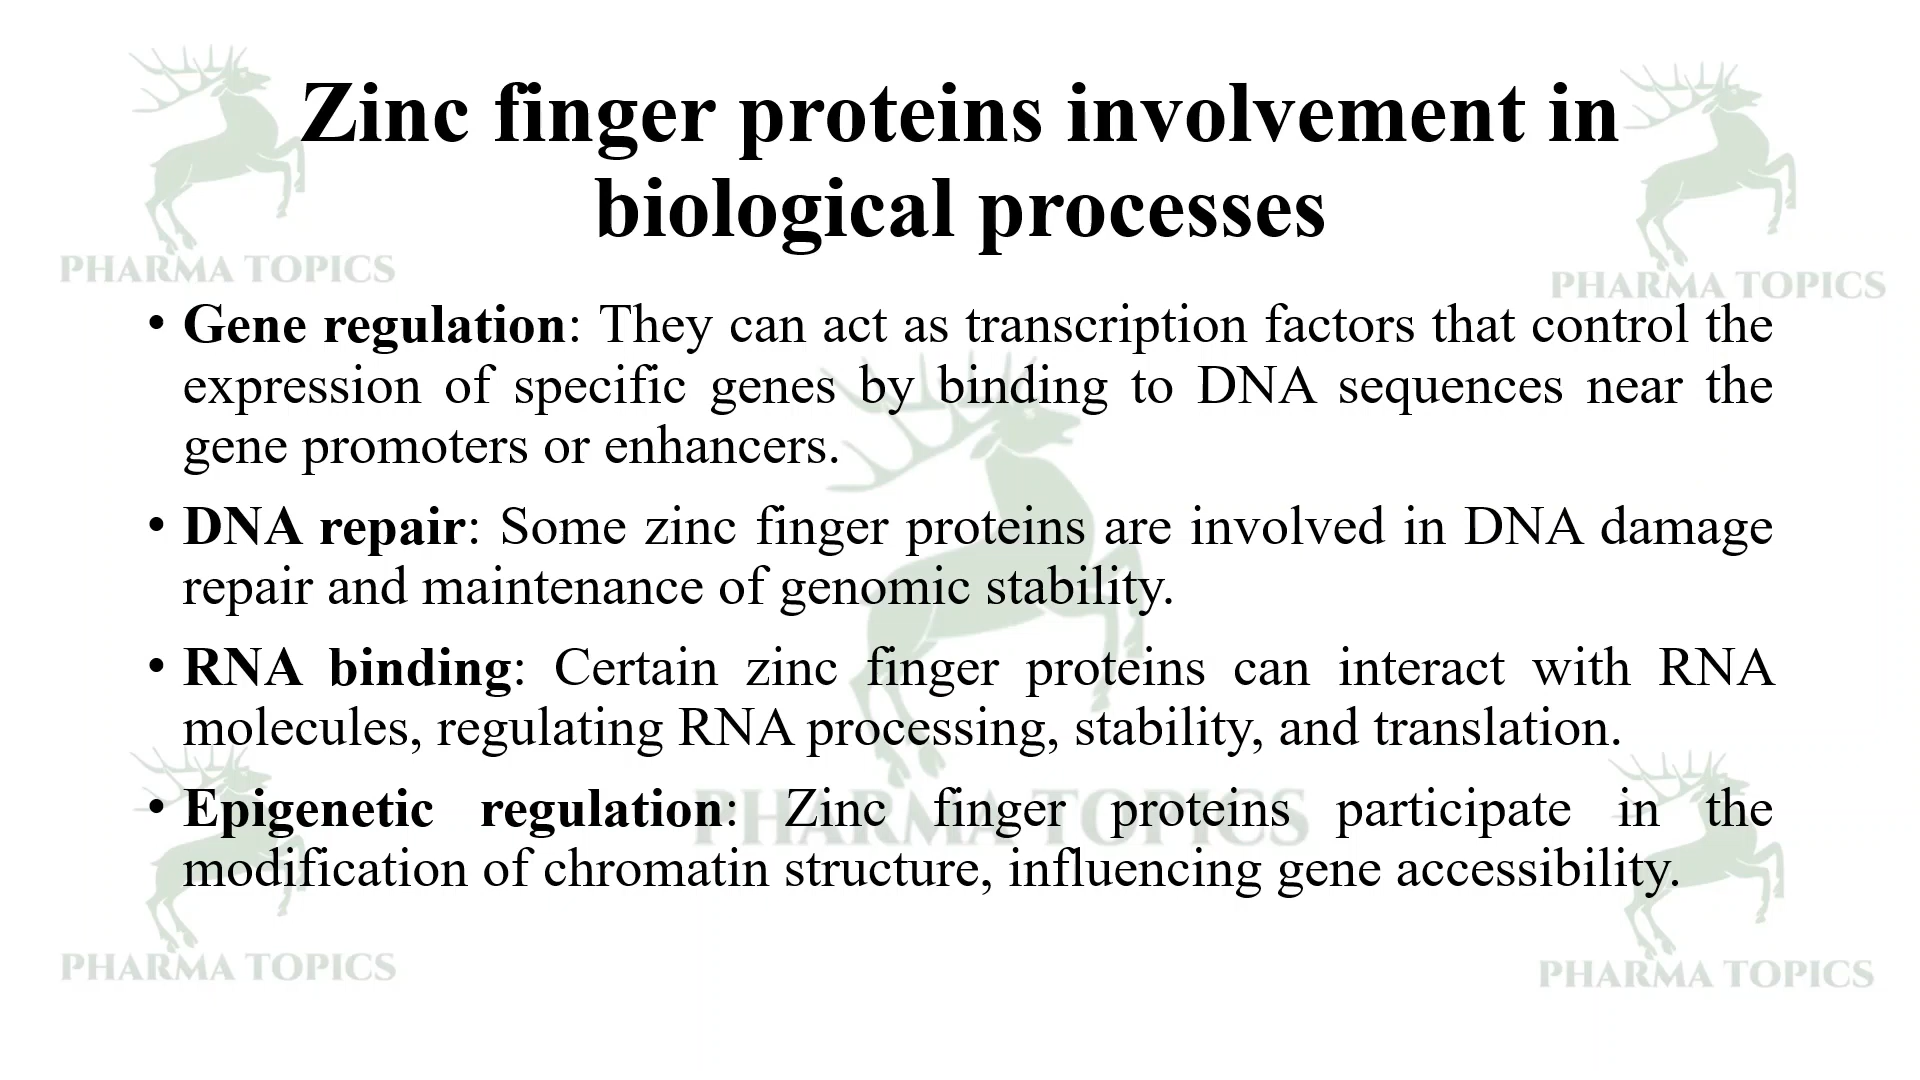 Zinc finger proteins involvement in
biological processes
PHARMA TOPICS
PHARMA TOPICS
• Gene regulation: They can act as transcription factors that control the
expression of specific genes by binding to DNA sequences near the
gene promoters or enhancers.
• DNA repair: Some zinc finger proteins are involved in DNA damage
repair and maintenance of genomic stability.
• RNA binding: Certain zinc finger proteins can interact with RNA
molecules, regulating RNA processing, stability, and translation.
• Epigenetic regulation: Zinc finger proteins participate in the
modification of chromatin structure, influencing gene accessibility.
PHARMA TOPICS
PHARMA TOPICS
PHARMA TOPICS